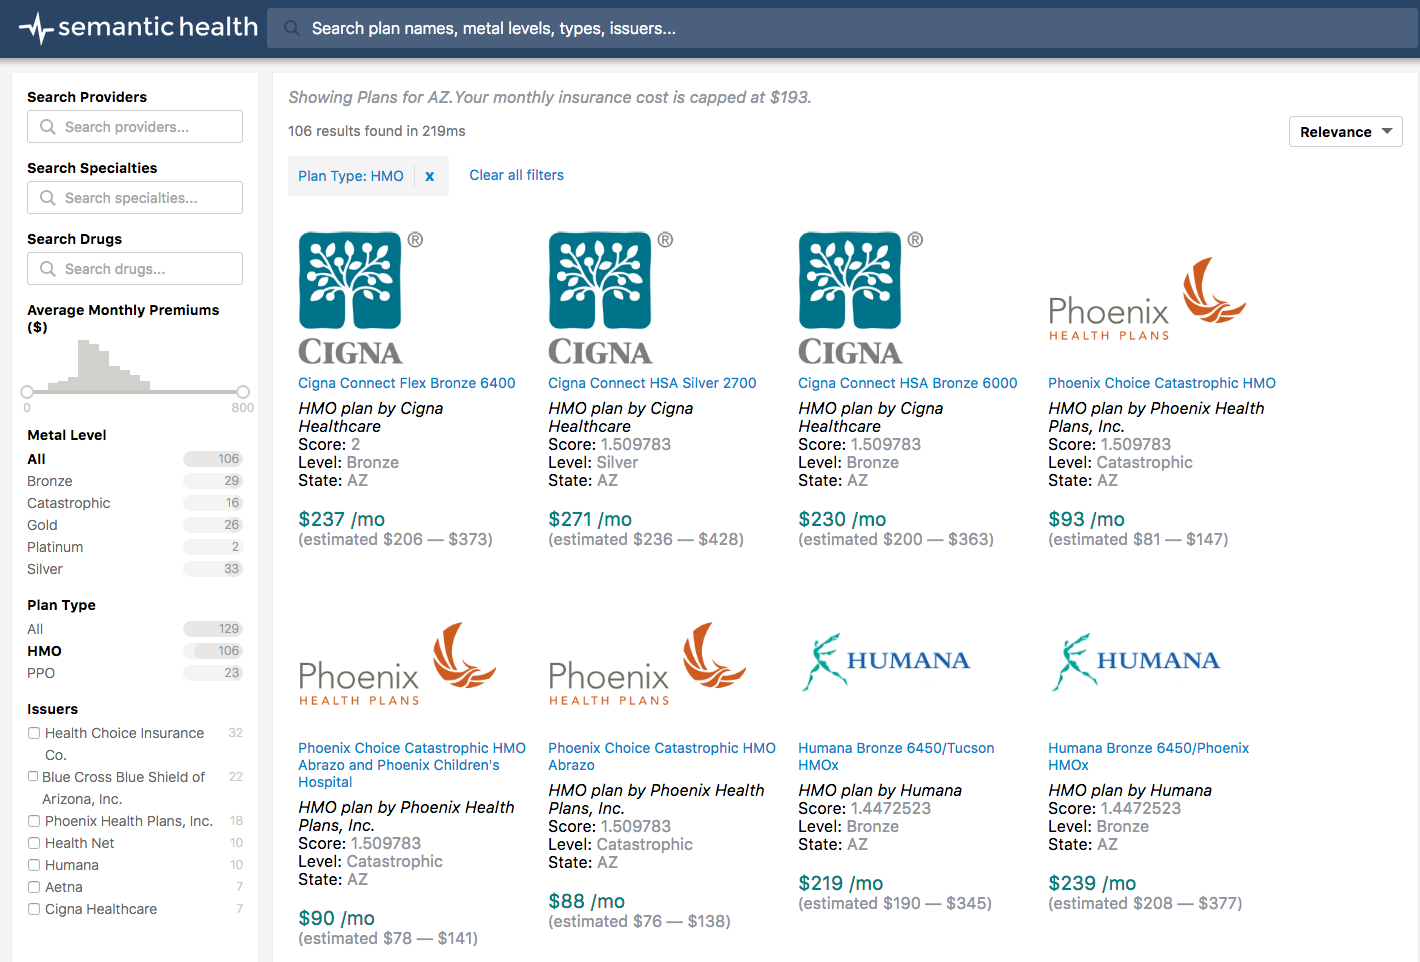 semantic health
Search plan names, metal levels, types, issuers...
Search Providers
Search providers...
Search Specialties
Search specialties...
Search Drugs
Search drugs...
Average Monthly Premiums
($)
0
800
Metal Level
All 106
Bronze 29
Catastrophic 16
Gold 26
Platinum 2
Silver 33
Plan Type
All 129
HMO 106
PPO 23
Issuers
Health Choice Insurance 32
Co.
Blue Cross Blue Shield of 22
Arizona, Inc.
Phoenix Health Plans, Inc. 18
Health Net 10
Humana 10
Aetna 7
Cigna Healthcare 7
Showing Plans for AZ.Your monthly insurance cost is capped at $193.
106 results found in 219ms
Relevance
Plan Type: HMO x
Clear all filters
®
CIGNA
Cigna Connect Flex Bronze 6400
HMO plan by Cigna
Healthcare
Score: 2
Level: Bronze
State: AZ
$237 /mo
(estimated $206 — $373)
®
CIGNA
Cigna Connect HSA Silver 2700
HMO plan by Cigna
Healthcare
Score: 1.509783
Level: Silver
State: AZ
$271 /mo
(estimated $236 — $428)
®
CIGNA
Cigna Connect HSA Bronze 6000
HMO plan by Cigna
Healthcare
Score: 1.509783
Level: Bronze
State: AZ
$230 /mo
(estimated $200 — $363)
Phoenix
HEALTH PLANS
Phoenix Choice Catastrophic HMO
HMO plan by Phoenix Health
Plans, Inc.
Score: 1.509783
Level: Catastrophic
State: AZ
$93 /mo
(estimated $81 — $147)
Phoenix
HEALTH PLANS
Phoenix Choice Catastrophic HMO
Abrazo and Phoenix Children's
Hospital
HMO plan by Phoenix Health
Plans, Inc.
Score: 1.509783
Level: Catastrophic
State: AZ
$90 /mo
(estimated $78 — $141)
Phoenix
HEALTH PLANS
Phoenix Choice Catastrophic HMO
Abrazo
HMO plan by Phoenix Health
Plans, Inc.
Score: 1.509783
Level: Catastrophic
State: AZ
$88 /mo
(estimated $76 — $138)
HUMANA
Humana Bronze 6450/Tucson
HMOx
HMO plan by Humana
Score: 1.4472523
Level: Bronze
State: AZ
$219 /mo
(estimated $190 — $345)
HUMANA
Humana Bronze 6450/Phoenix
HMOx
HMO plan by Humana
Score: 1.4472523
Level: Bronze
State: AZ
$239 /mo
(estimated $208 — $377)